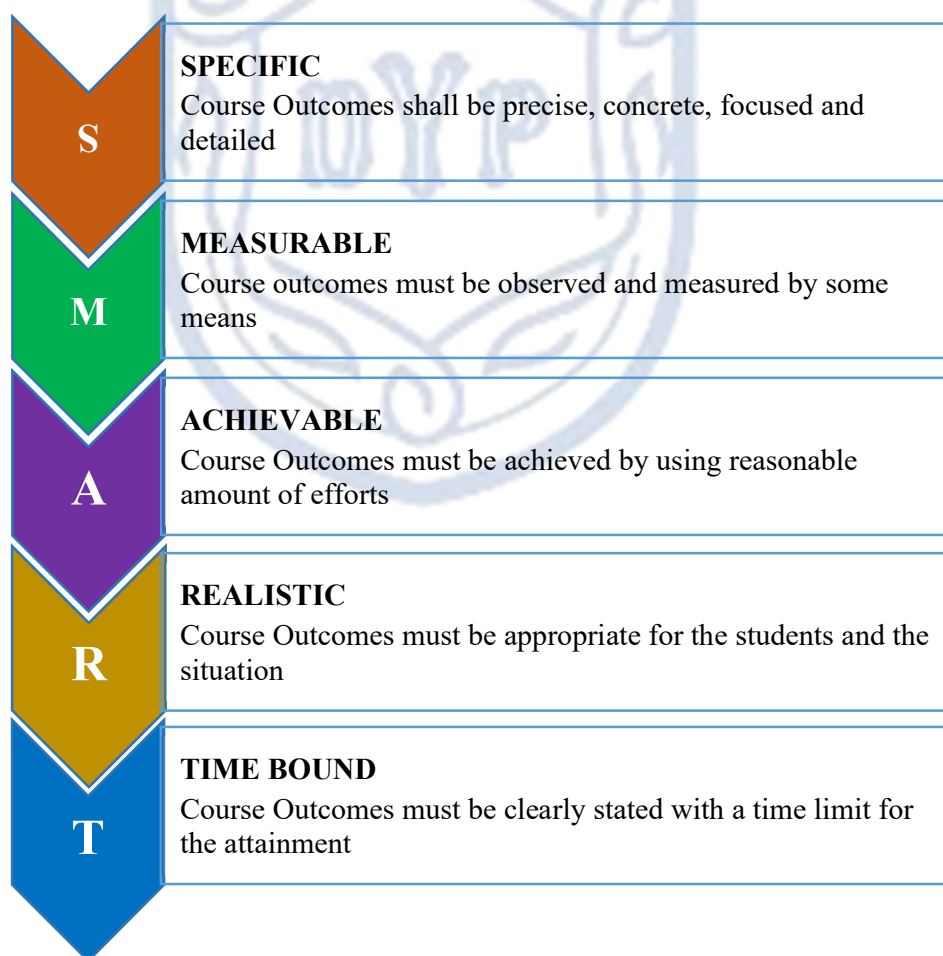 DYP
S
SPECIFIC
Course Outcomes shall be precise, concrete, focused and
detailed
M
MEASURABLE
Course outcomes must be observed and measured by some
means
A
ACHIEVABLE
Course Outcomes must be achieved by using reasonable
amount of efforts
R
REALISTIC
Course Outcomes must be appropriate for the students and the
situation
T
TIME BOUND
Course Outcomes must be clearly stated with a time limit for
the attainment